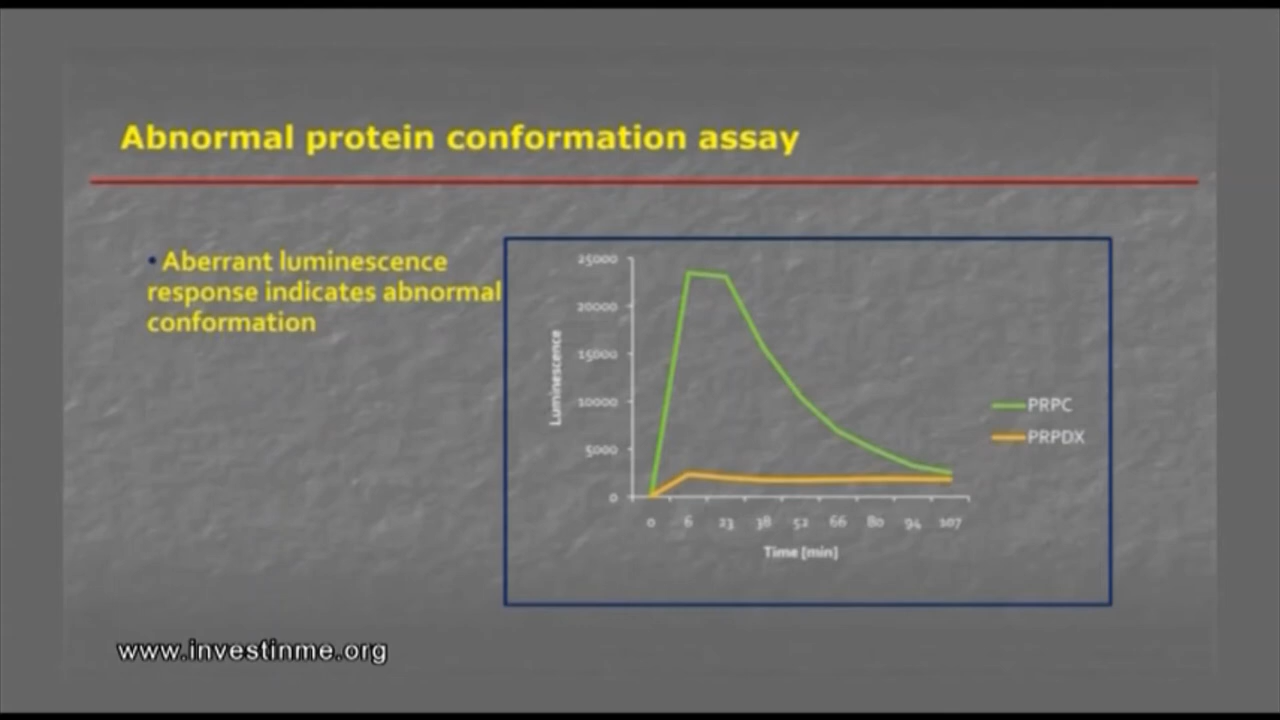 Abnormal protein conformation assay
• Aberrant luminescence
response indicates abnormal
conformation
25000
20000
15000
10000
5000
0
Luminescence
0 6 23 38 52 66 80 94 107
Time [min]
PRPC
PRPDX
www.investinme.org